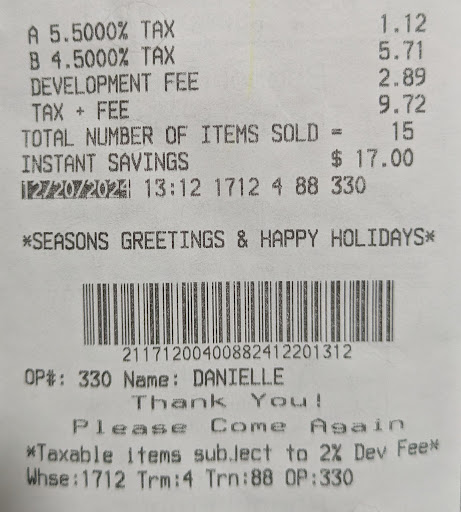 A 5.5000% TAX 1.12
B 4.5000% TAX 5.71
DEVELOPMENT FEE 2.89
TAX + FEE 9.72
TOTAL NUMBER OF ITEMS SOLD = 15
INSTANT SAVINGS $ 17.00
12/20/2024 13:12 1712 4 88 330
*SEASONS GREETINGS & HAPPY HOLIDAYS*
21171200400882412201312
OP#: 330 Name: DANIELLE
Thank You!
Please Come Again
*Taxable items subject to 2% Dev Fee*
Whse:1712 Trm:4 Trn:88 OP:330